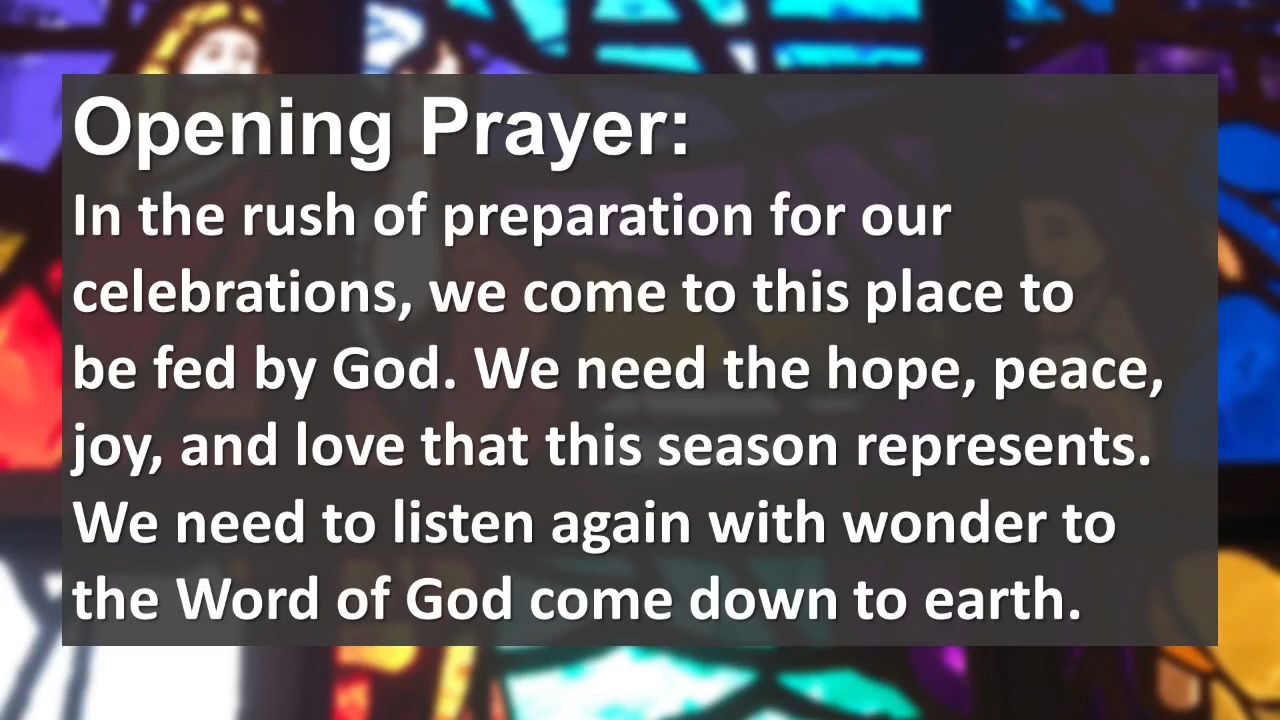 Opening Prayer:
In the rush of preparation for our
celebrations, we come to this place to
be fed by God. We need the hope, peace,
joy, and love that this season represents.
We need to listen again with wonder to
the Word of God come down to earth.